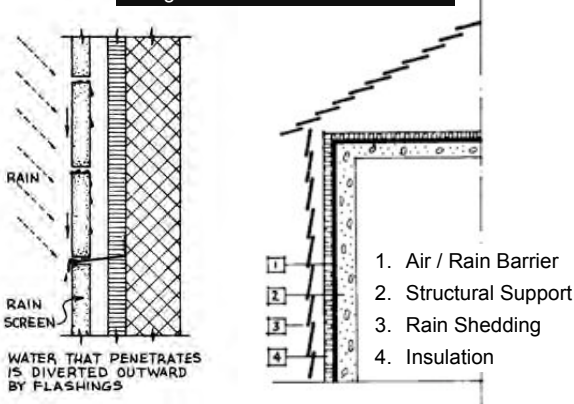 RAIN
RAIN
SCREEN
WATER THAT PENETRATES
IS DIVERTED OUTWARD
BY FLASHINGS
1
2
3
4
1. Air / Rain Barrier
2. Structural Support
3. Rain Shedding
4. Insulation